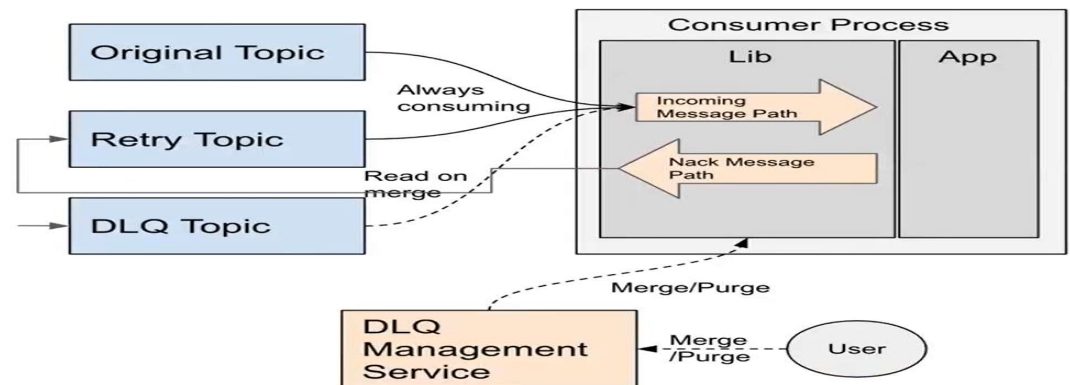 Original Topic
Retry Topic
DLQ Topic
Always
consuming
Read on
merge
Consumer Process
Lib
App
Incoming
Message Path
Nack Message
Path
Merge/Purge
DLQ
Management
Service
Merge
/Purge
User